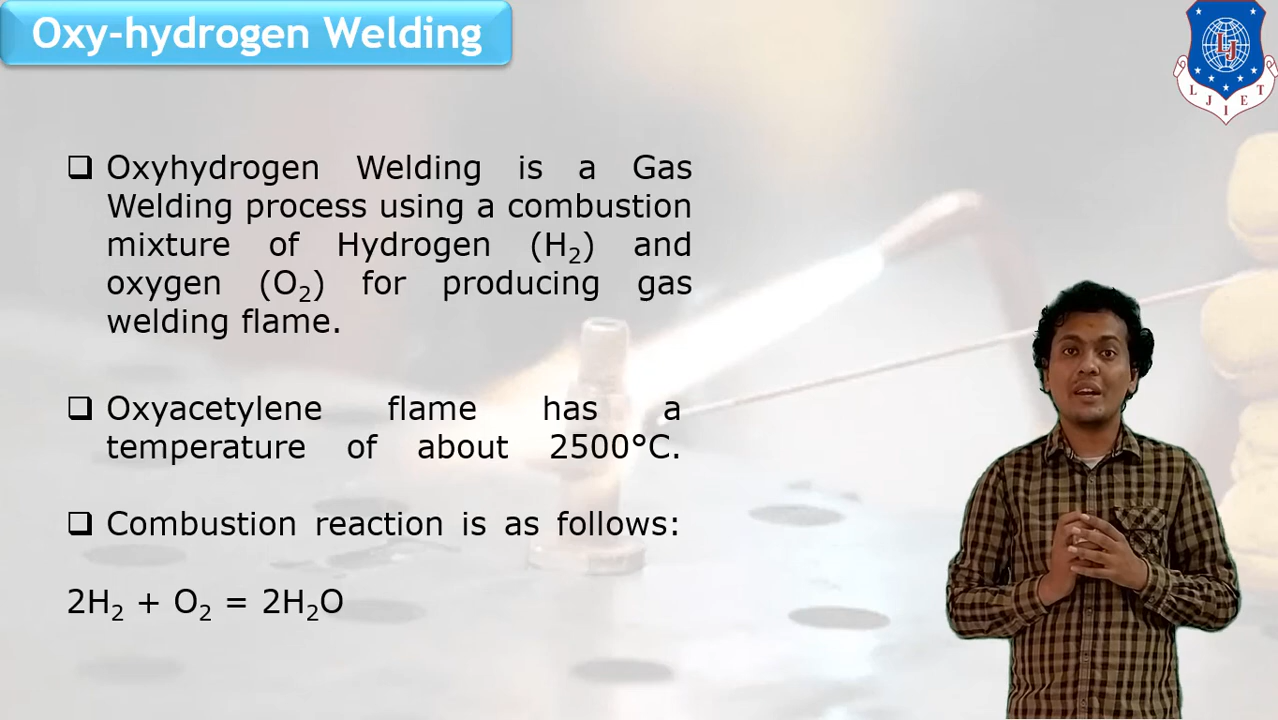 Oxy-hydrogen Welding
Oxyhydrogen Welding is a Gas
Welding process using a combustion
mixture of Hydrogen (H₂) and
oxygen (O₂) for producing gas
welding flame.
Oxyacetylene flame has a
temperature of about 2500°C.
Combustion reaction is as follows:
2H₂ + O₂ = 2H₂O
LJ
LJIET